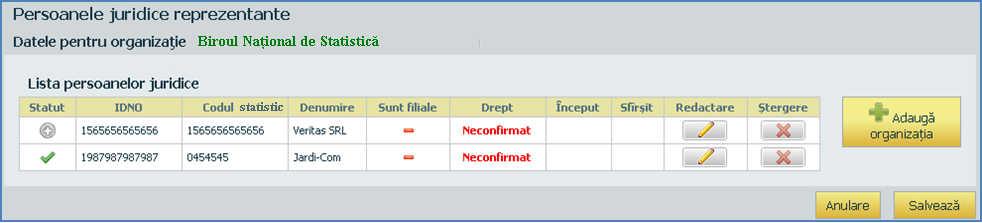 Persoanele juridice reprezentante
Datele pentru organizaţie Biroul Național de Statistică
Lista persoanelor juridice
Statut IDNO Codul statistic Denumire Sunt filiale Drept Început Sfîrşit Redactare Ştergere
1565656565656 1565656565656 Veritas SRL Neconfirmat
1987987987987 0454545 Jardi-Com Neconfirmat
Adaugă
organizaţia
Anulare Salvează